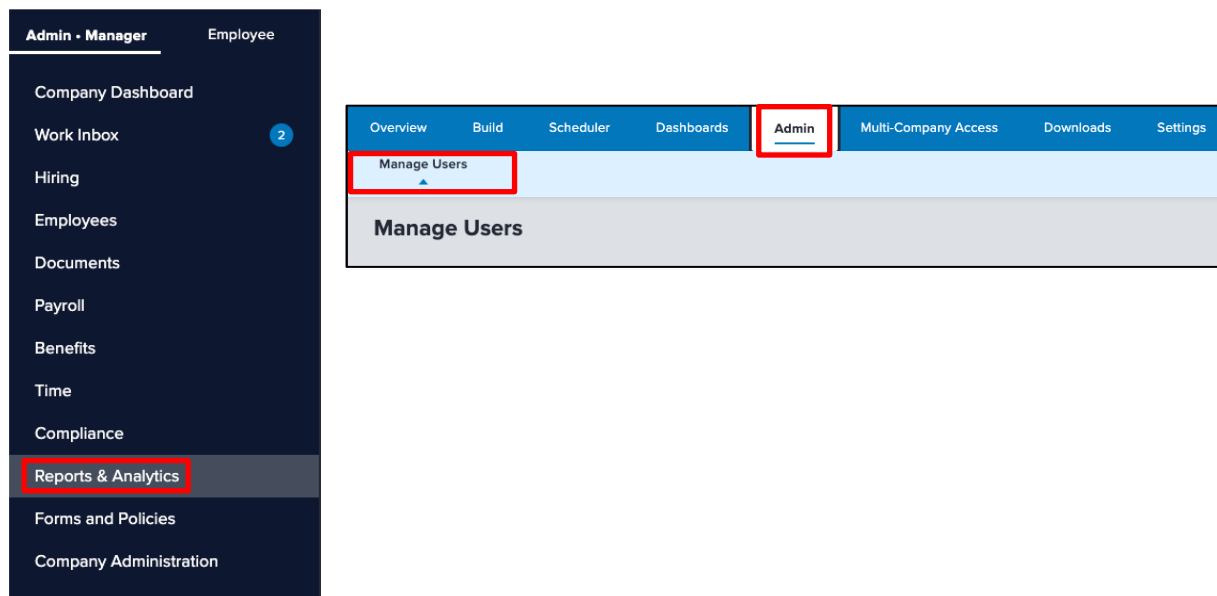 Admin • Manager Employee
Company Dashboard
Work Inbox 2
Hiring
Employees
Documents
Payroll
Benefits
Time
Compliance
Reports & Analytics
Forms and Policies
Company Administration
Overview Build Scheduler Dashboards Admin Multi-Company Access Downloads Settings
Manage Users
Manage Users